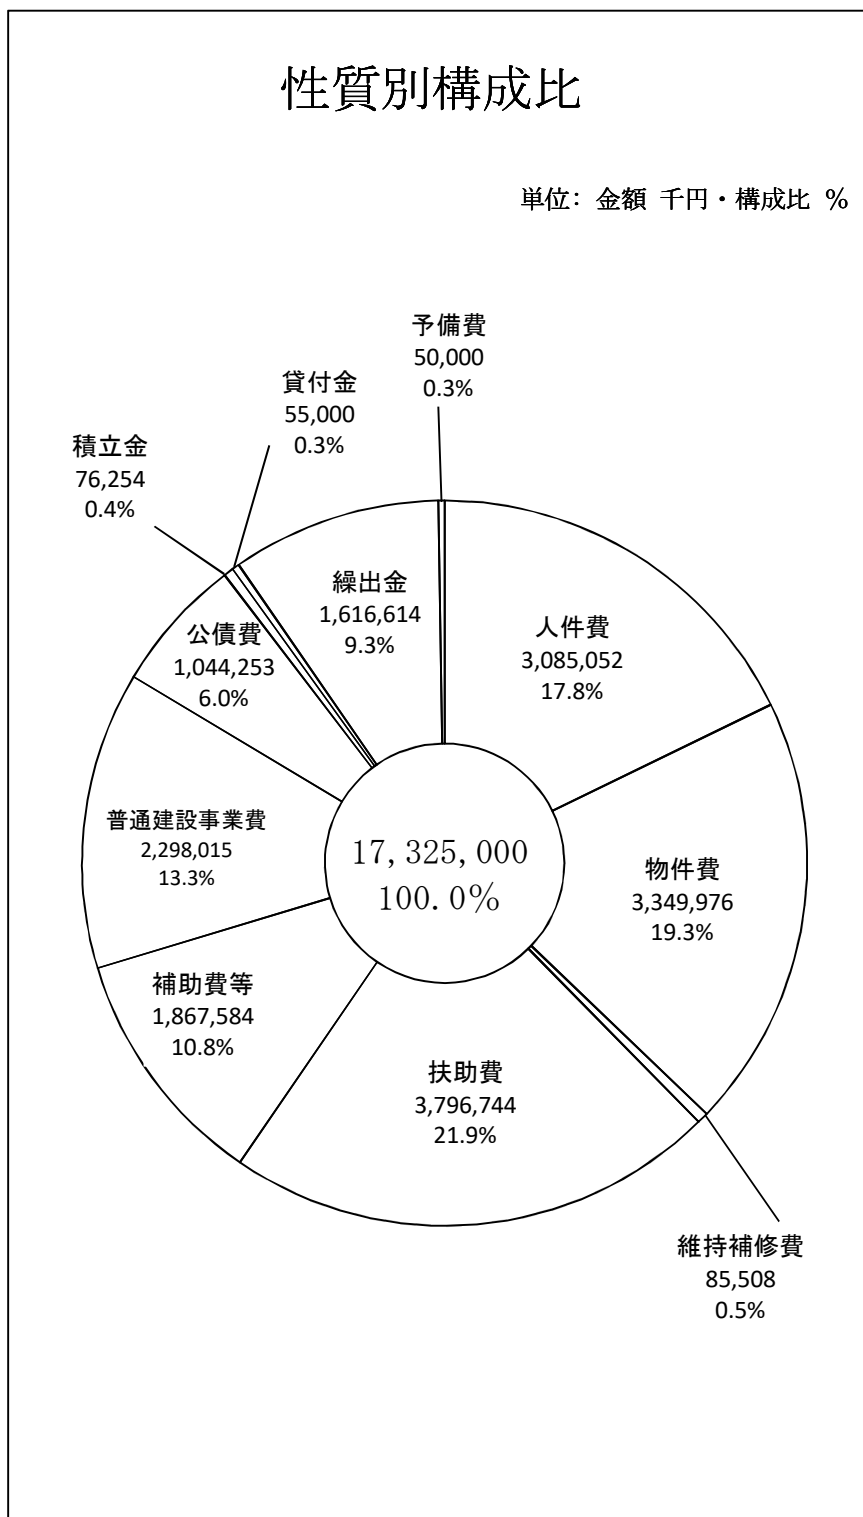 性質別構成比
単位: 金額 千円・構成比 %
予備費
50,000
0.3%
貸付金
55,000
0.3%
積立金
76,254
0.4%
繰出金
1,616,614
9.3%
公債費
1,044,253
6.0%
人件費
3,085,052
17.8%
普通建設事業費
2,298,015
13.3%
17,325,000
100.0%
物件費
3,349,976
19.3%
補助費等
1,867,584
10.8%
扶助費
3,796,744
21.9%
維持補修費
85,508
0.5%